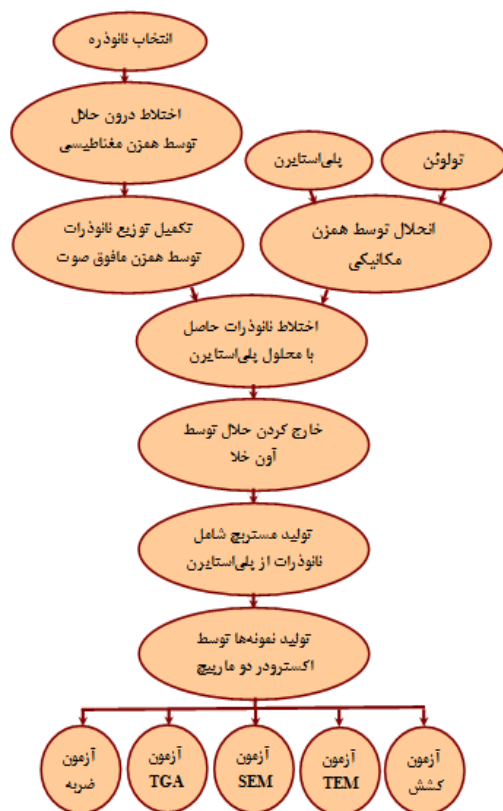 انتخاب نانوذره
اختلاط درون حلال
توسط همزن مغناطیسی
پلی‌استایرن
تولوئن
تکمیل توزیع نانوذرات
توسط همزن مافوق صوت
انحلال توسط همزن
مکانیکی
اختلاط نانوذرات حاصل
با محلول پلی‌استایرن
خارج کردن حلال توسط
آون خلا
تولید مستربچ شامل
نانوذرات از پلی‌استایرن
تولید نمونه‌ها توسط
اکسترودر دو مارپیچ
آزمون
ضربه
آزمون
TGA
آزمون
SEM
آزمون
TEM
آزمون
کشش